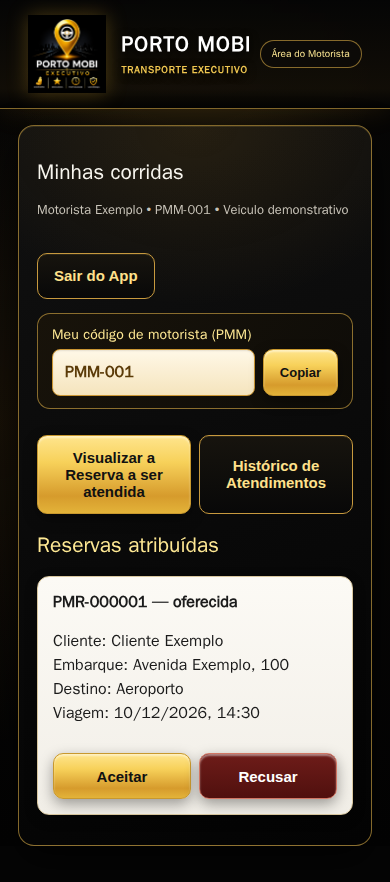 PORTO MOBI
EXECUTIVO
PORTO MOBI
TRANSPORTE EXECUTIVO
Área do Motorista
Minhas corridas
Motorista Exemplo • PMM-001 • Veiculo demonstrativo
Sair do App
Meu código de motorista (PMM)
PMM-001
Copiar
Visualizar a
Reserva a ser
atendida
Histórico de
Atendimentos
Reservas atribuídas
PMR-000001 — oferecida
Cliente: Cliente Exemplo
Embarque: Avenida Exemplo, 100
Destino: Aeroporto
Viagem: 10/12/2026, 14:30
Aceitar
Recusar